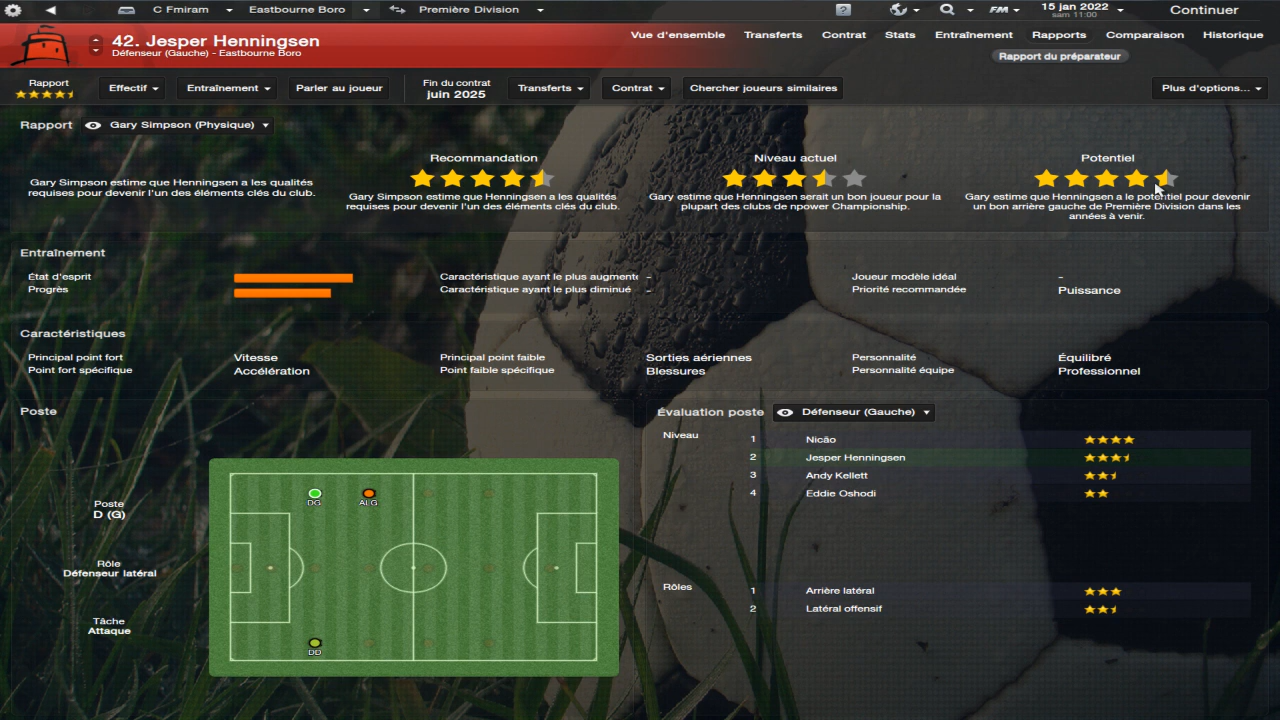 C Fmiram
Eastbourne Boro
Première Division
?
FM
15 jan 2022
sam 11:00
Continuer
42. Jesper Henningsen
Défenseur (Gauche) - Eastbourne Boro
Vue d'ensemble
Transferts
Contrat
Stats
Entraînement
Rapports
Comparaison
Historique
Rapport du préparateur
Rapport
Effectif
Entraînement
Parler au joueur
Fin du contrat
juin 2025
Transferts
Contrat
Chercher joueurs similaires
Plus d'options...
Rapport
Gary Simpson (Physique)
Gary Simpson estime que Henningsen a les qualités
requises pour devenir l'un des éléments clés du club.
Recommandation
Gary Simpson estime que Henningsen a les qualités
requises pour devenir l'un des éléments clés du club.
Niveau actuel
Gary estime que Henningsen serait un bon joueur pour la
plupart des clubs de npower Championship.
Potentiel
Gary estime que Henningsen a le potentiel pour devenir
un bon arrière gauche de Première Division dans les
années à venir.
Entraînement
État d'esprit
Progrès
Caractéristique ayant le plus augmenté -
Caractéristique ayant le plus diminué -
Joueur modèle idéal -
Priorité recommandée Puissance
Caractéristiques
Principal point fort Vitesse
Point fort spécifique Accélération
Principal point faible Sorties aériennes
Point faible spécifique Blessures
Personnalité Équilibré
Personnalité équipe Professionnel
Poste
Poste
D (G)
Rôle
Défenseur latéral
Tâche
Attaque
DG
ALG
DD
Évaluation poste
Défenseur (Gauche)
Niveau
1 Nicão
2 Jesper Henningsen
3 Andy Kellett
4 Eddie Oshodi
Rôles
1 Arrière latéral
2 Latéral offensif